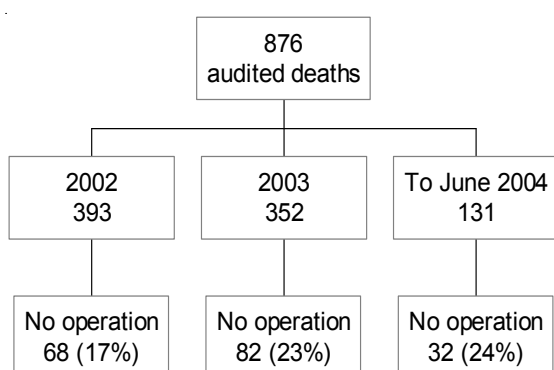 876
audited deaths
2002
393
2003
352
To June 2004
131
No operation
68 (17%)
No operation
82 (23%)
No operation
32 (24%)